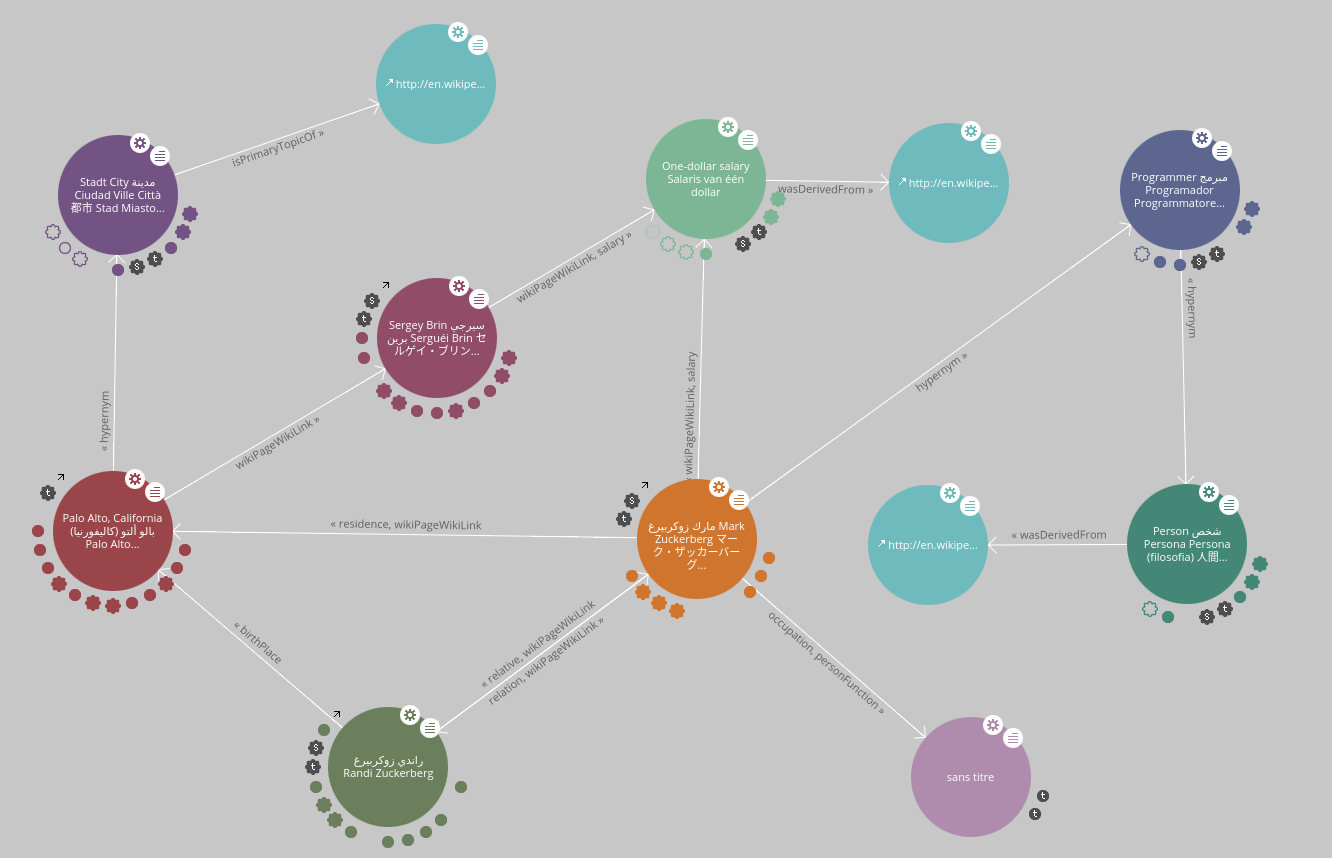 ↗http://en.wikipe...
isPrimaryTopicOf »
Stadt City مدينة
Ciudad Ville Città
都市 Stad Miasto...
One-dollar salary
Salaris van één
dollar
wasDerivedFrom »
↗http://en.wikipe...
Programmer مبرمج
Programador
Programmatore...
wikiPageWikiLink, salary »
Sergey Brin سيرجي
برين Serguéi Brin セ
ルゲイ・ブリン...
« hypernym
hypernym »
« wikiPageWikiLink, salary
« hypernym
wikiPageWikiLink »
Palo Alto, California
بالو ألتو (كاليفورنيا)
Palo Alto...
« residence, wikiPageWikiLink
مارك زوكربيرغ Mark
Zuckerberg マー
ク・ザッカーバー
グ...
↗http://en.wikipe...
« wasDerivedFrom
Person شخص
Persona Persona
(filosofia) 人間...
« birthPlace
« relative, wikiPageWikiLink
relation, wikiPageWikiLink »
occupation, personFunction »
راندي زوكربيرغ
Randi Zuckerberg
sans titre